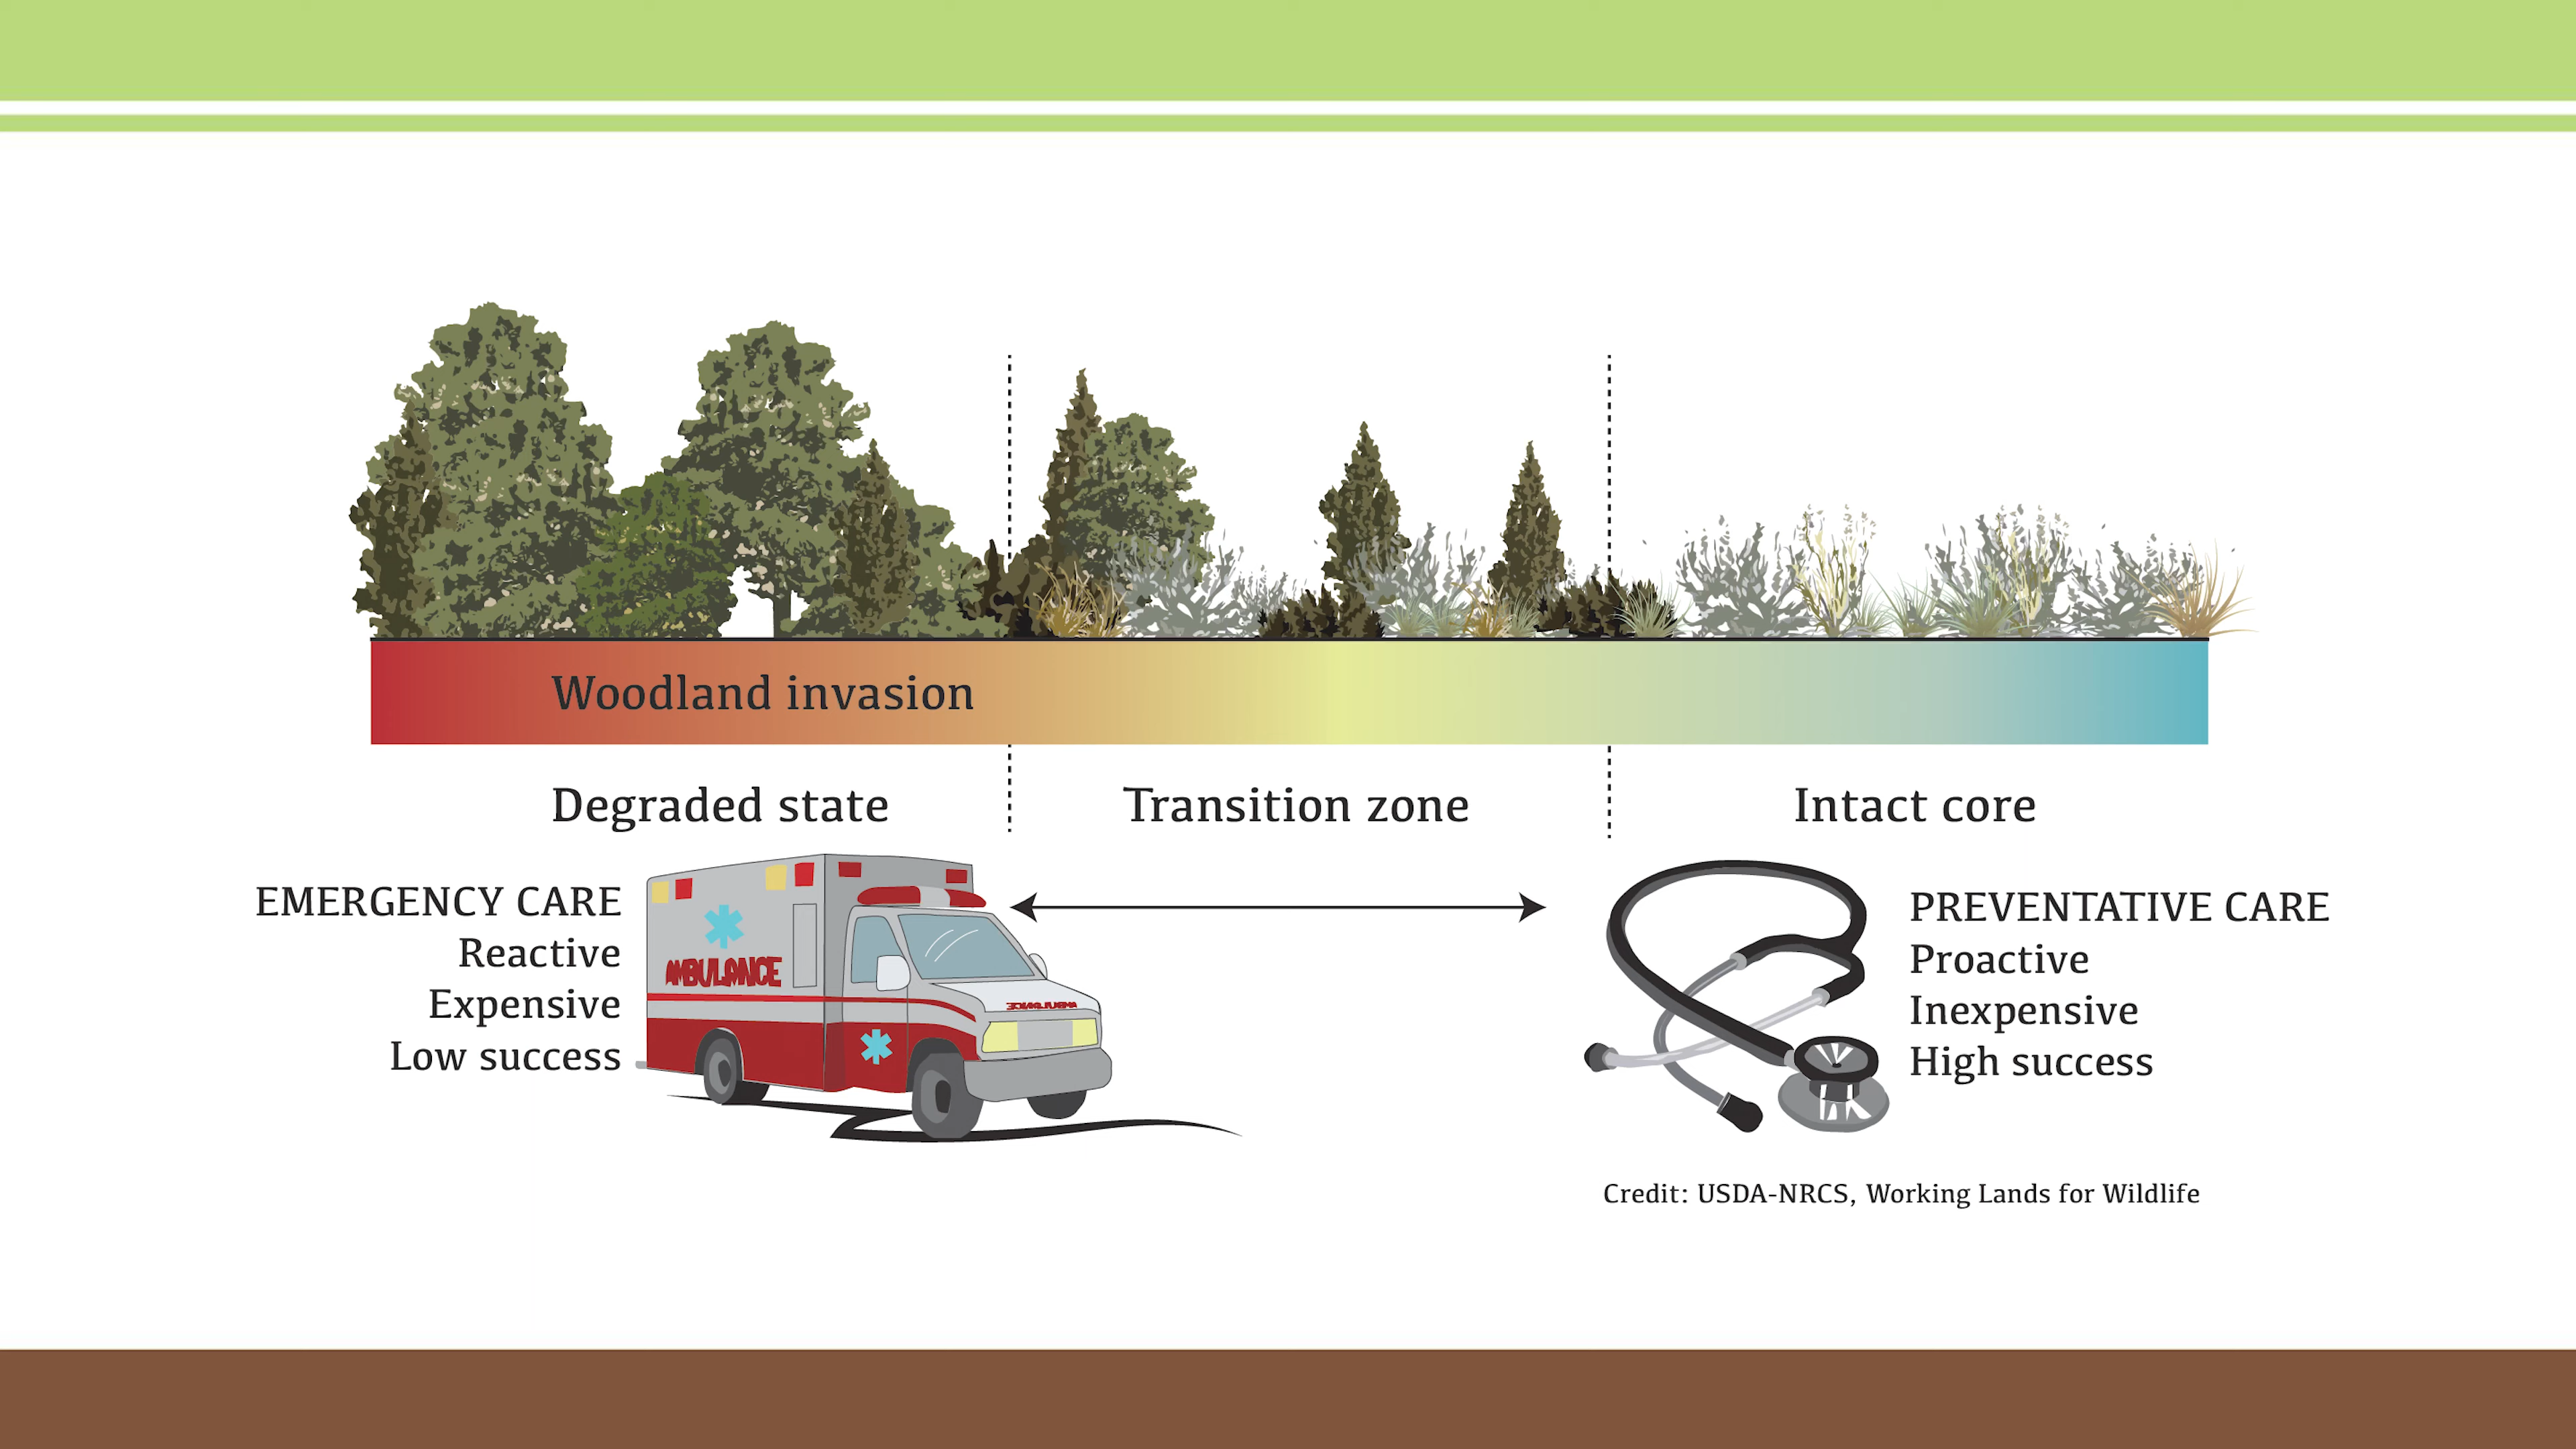 Woodland invasion
Degraded state
Transition zone
Intact core
EMERGENCY CARE
Reactive
Expensive
Low success
AMBULANCE
PREVENTATIVE CARE
Proactive
Inexpensive
High success
Credit: USDA-NRCS, Working Lands for Wildlife